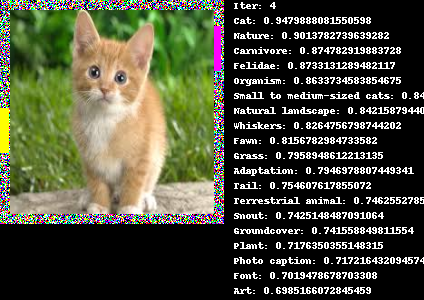 Iter: 4
Cat: 0.9479888081550598
Nature: 0.9013782739639282
Carnivore: 0.874782919883728
Felidae: 0.8733131289482117
Organism: 0.8633734583854675
Small to medium-sized cats: 0.84
Natural landscape: 0.84215879440
Whiskers: 0.8264756798744202
Fawn: 0.8156782984733582
Grass: 0.7958948612213135
Adaptation: 0.7946978807449341
Tail: 0.754607617855072
Terrestrial animal: 0.7462552785
Snout: 0.7425148487091064
Groundcover: 0.741558849811554
Plant: 0.7176350355148315
Photo caption: 0.717216432094574
Font: 0.7019478678703308
Art: 0.6985166072845459